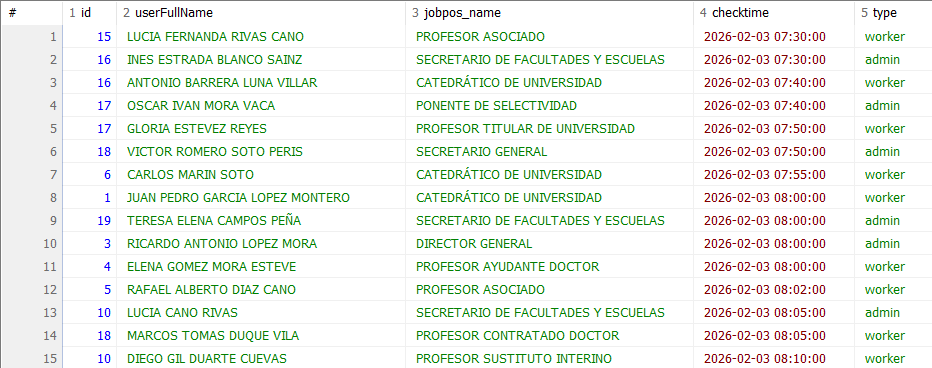 # 1 id 2 userFullName 3 jobpos_name 4 checktime 5 type
1 15 LUCIA FERNANDA RIVAS CANO PROFESOR ASOCIADO 2026-02-03 07:30:00 worker
2 16 INES ESTRADA BLANCO SAINZ SECRETARIO DE FACULTADES Y ESCUELAS 2026-02-03 07:30:00 admin
3 16 ANTONIO BARRERA LUNA VILLAR CATEDRÁTICO DE UNIVERSIDAD 2026-02-03 07:40:00 worker
4 17 OSCAR IVAN MORA VACA PONENTE DE SELECTIVIDAD 2026-02-03 07:40:00 admin
5 17 GLORIA ESTEVEZ REYES PROFESOR TITULAR DE UNIVERSIDAD 2026-02-03 07:50:00 worker
6 18 VICTOR ROMERO SOTO PERIS SECRETARIO GENERAL 2026-02-03 07:50:00 admin
7 6 CARLOS MARIN SOTO CATEDRÁTICO DE UNIVERSIDAD 2026-02-03 07:55:00 worker
8 1 JUAN PEDRO GARCIA LOPEZ MONTERO CATEDRÁTICO DE UNIVERSIDAD 2026-02-03 08:00:00 worker
9 19 TERESA ELENA CAMPOS PEÑA SECRETARIO DE FACULTADES Y ESCUELAS 2026-02-03 08:00:00 admin
10 3 RICARDO ANTONIO LOPEZ MORA DIRECTOR GENERAL 2026-02-03 08:00:00 admin
11 4 ELENA GOMEZ MORA ESTEVE PROFESOR AYUDANTE DOCTOR 2026-02-03 08:00:00 worker
12 5 RAFAEL ALBERTO DIAZ CANO PROFESOR ASOCIADO 2026-02-03 08:02:00 worker
13 10 LUCIA CANO RIVAS SECRETARIO DE FACULTADES Y ESCUELAS 2026-02-03 08:05:00 admin
14 18 MARCOS TOMAS DUQUE VILA PROFESOR CONTRATADO DOCTOR 2026-02-03 08:05:00 worker
15 10 DIEGO GIL DUARTE CUEVAS PROFESOR SUSTITUTO INTERINO 2026-02-03 08:10:00 worker